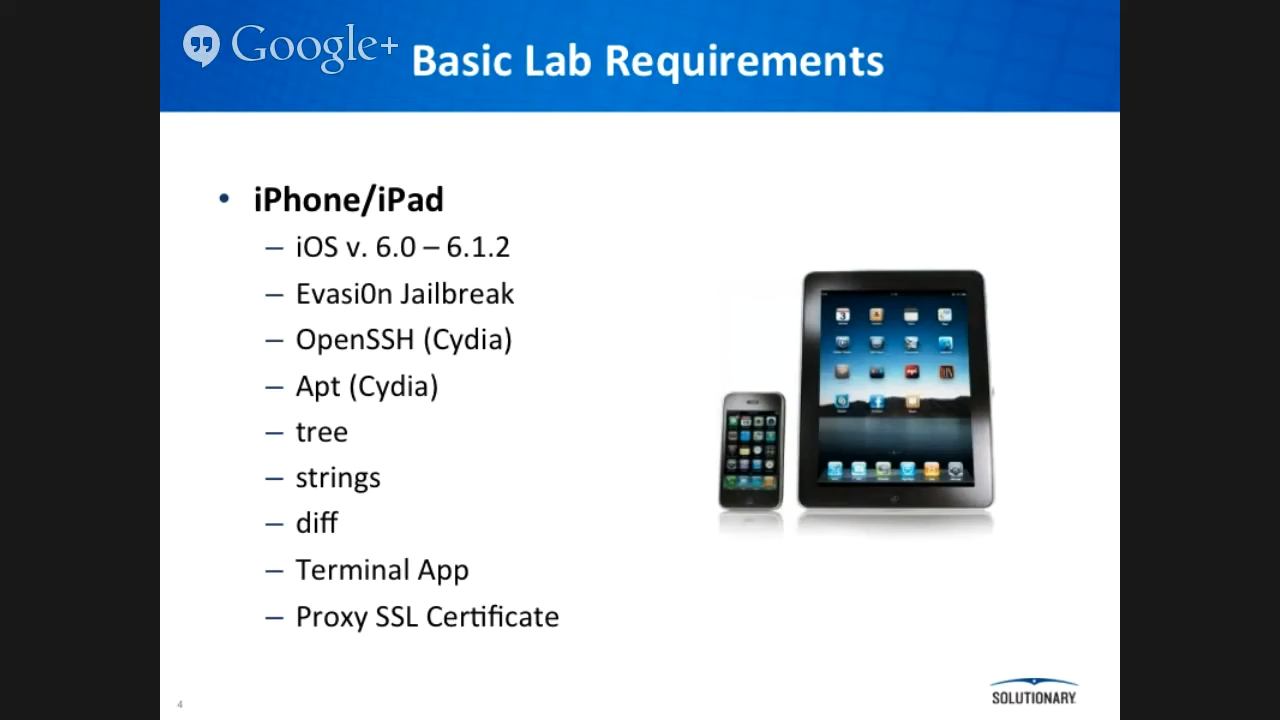 Google+
Basic Lab Requirements
• iPhone/iPad
– iOS v. 6.0 – 6.1.2
– Evasi0n Jailbreak
– OpenSSH (Cydia)
– Apt (Cydia)
– tree
– strings
– diff
– Terminal App
– Proxy SSL Certificate
4
SOLUTIONARY